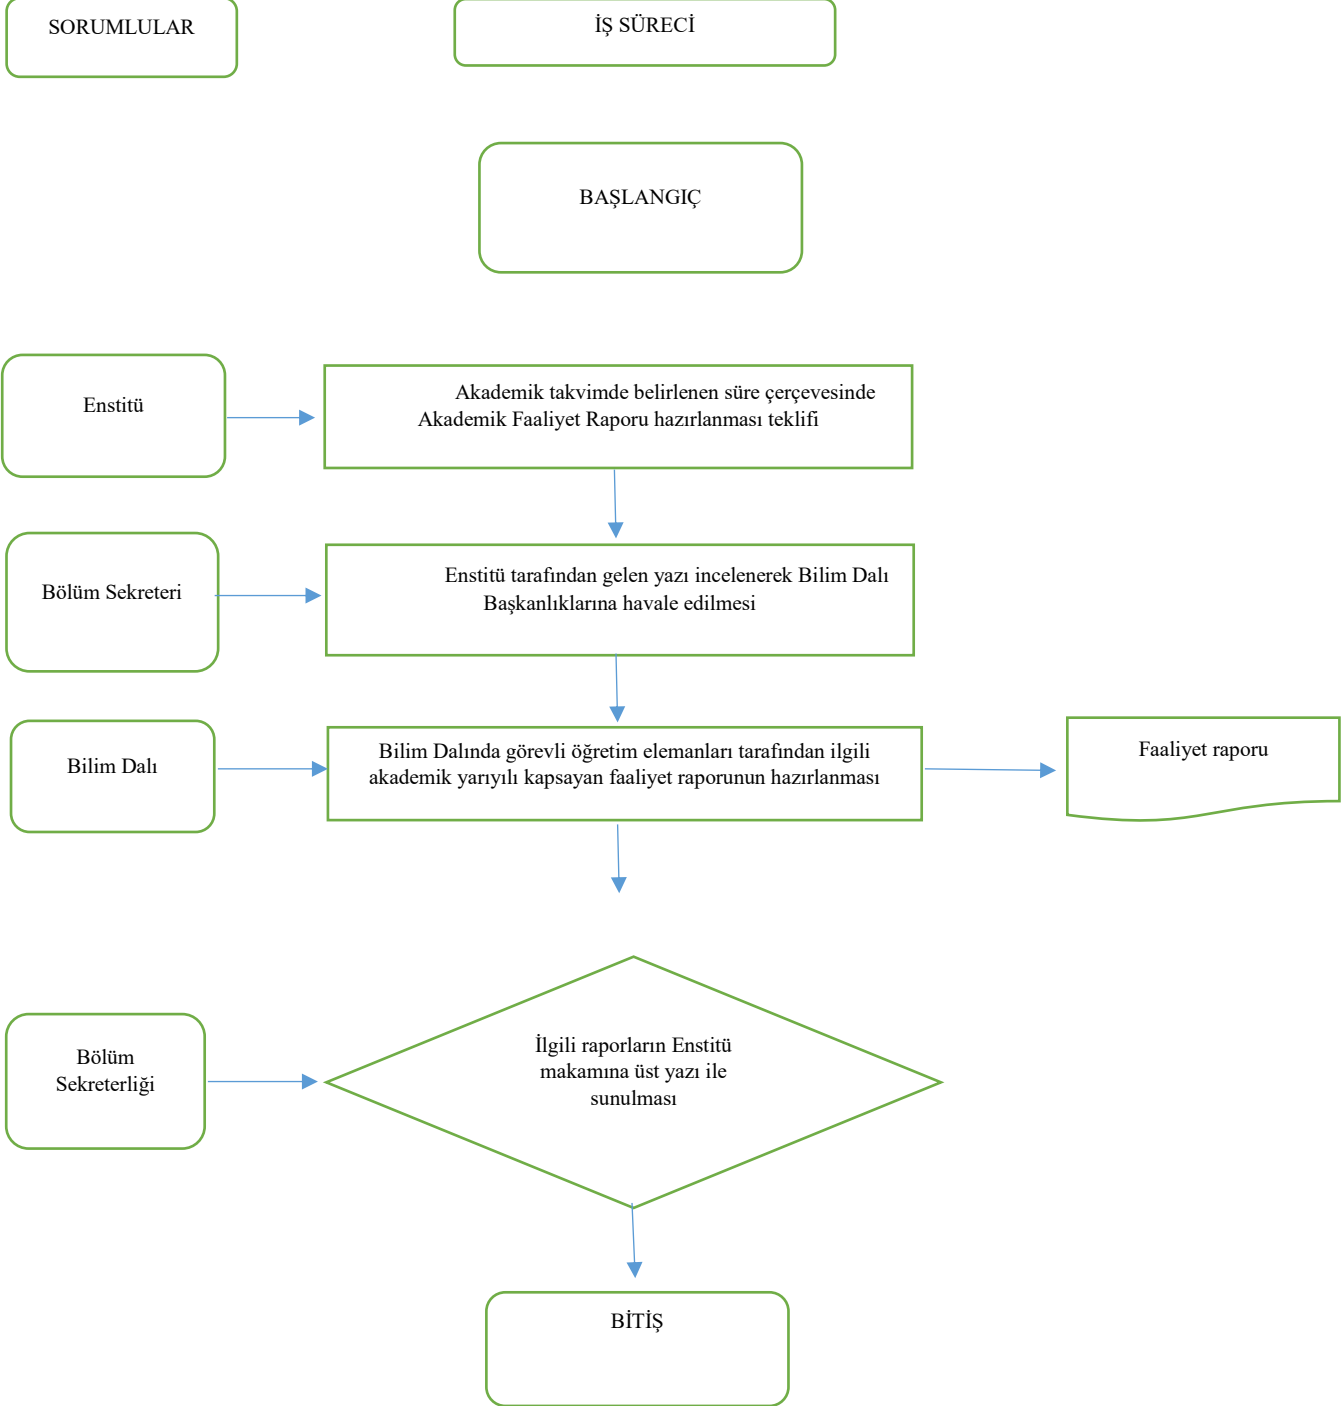 SORUMLULAR
İŞ SÜRECİ
BAŞLANGIÇ
Enstitü
Akademik takvimde belirlenen süre çerçevesinde
Akademik Faaliyet Raporu hazırlanması teklifi
Bölüm Sekreteri
Enstitü tarafından gelen yazı incelenerek Bilim Dalı
Başkanlıklarına havale edilmesi
Bilim Dalı
Bilim Dalında görevli öğretim elemanları tarafından ilgili
akademik yarıyılı kapsayan faaliyet raporunun hazırlanması
Faaliyet raporu
Bölüm
Sekreterliği
İlgili raporların Enstitü
makamına üst yazı ile
sunulması
BİTİŞ